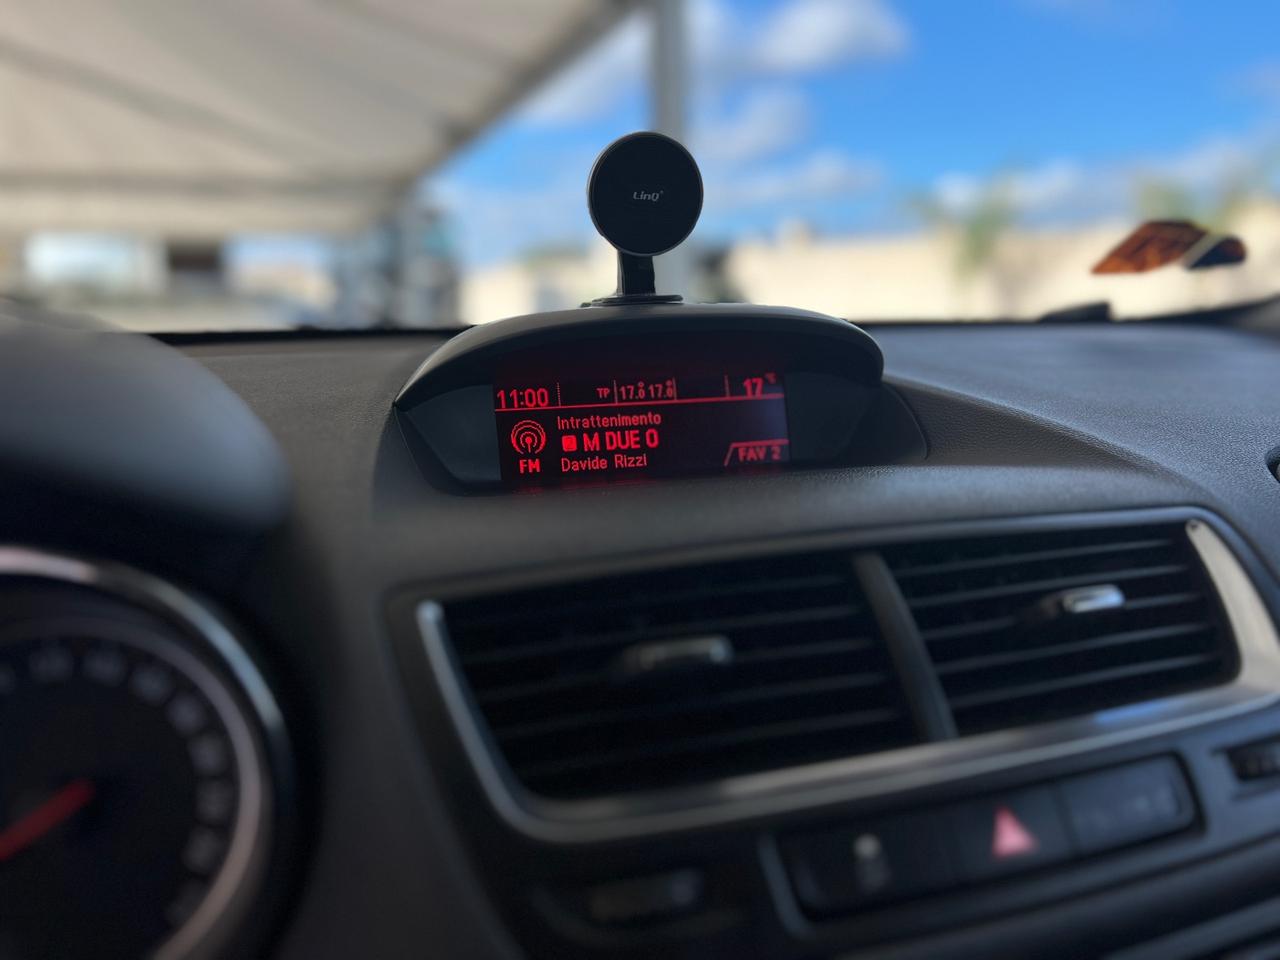 LinQ
11:00 TP 17.0 17.0 17°C
Intrattenimento
M DUE O
FM Davide Rizzi FAV 2